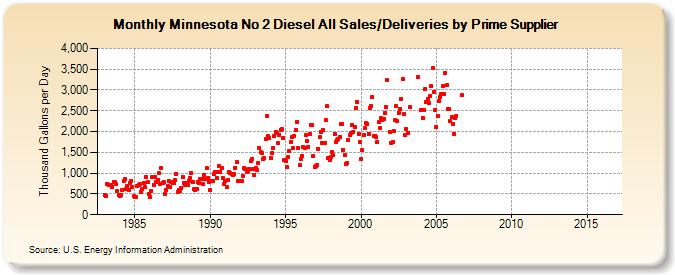 Monthly Minnesota No 2 Diesel All Sales/Deliveries by Prime Supplier
Thousand Gallons per Day
4,000
3,500
3,000
2,500
2,000
1,500
1,000
500
0
1985 1990 1995 2000 2005 2010 2015
Source: U.S. Energy Information Administration